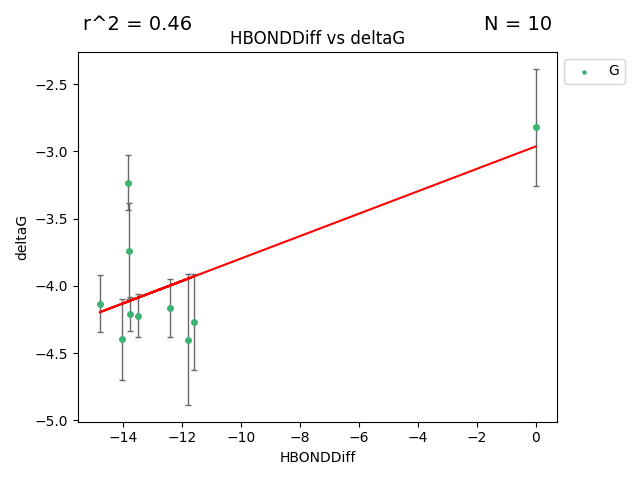 r^2 = 0.46 N = 10
HBONDDiff vs deltaG
G
−2.5
−3.0
−3.5
−4.0
−4.5
−5.0
deltaG
−14 −12 −10 −8 −6 −4 −2 0
HBONDDiff